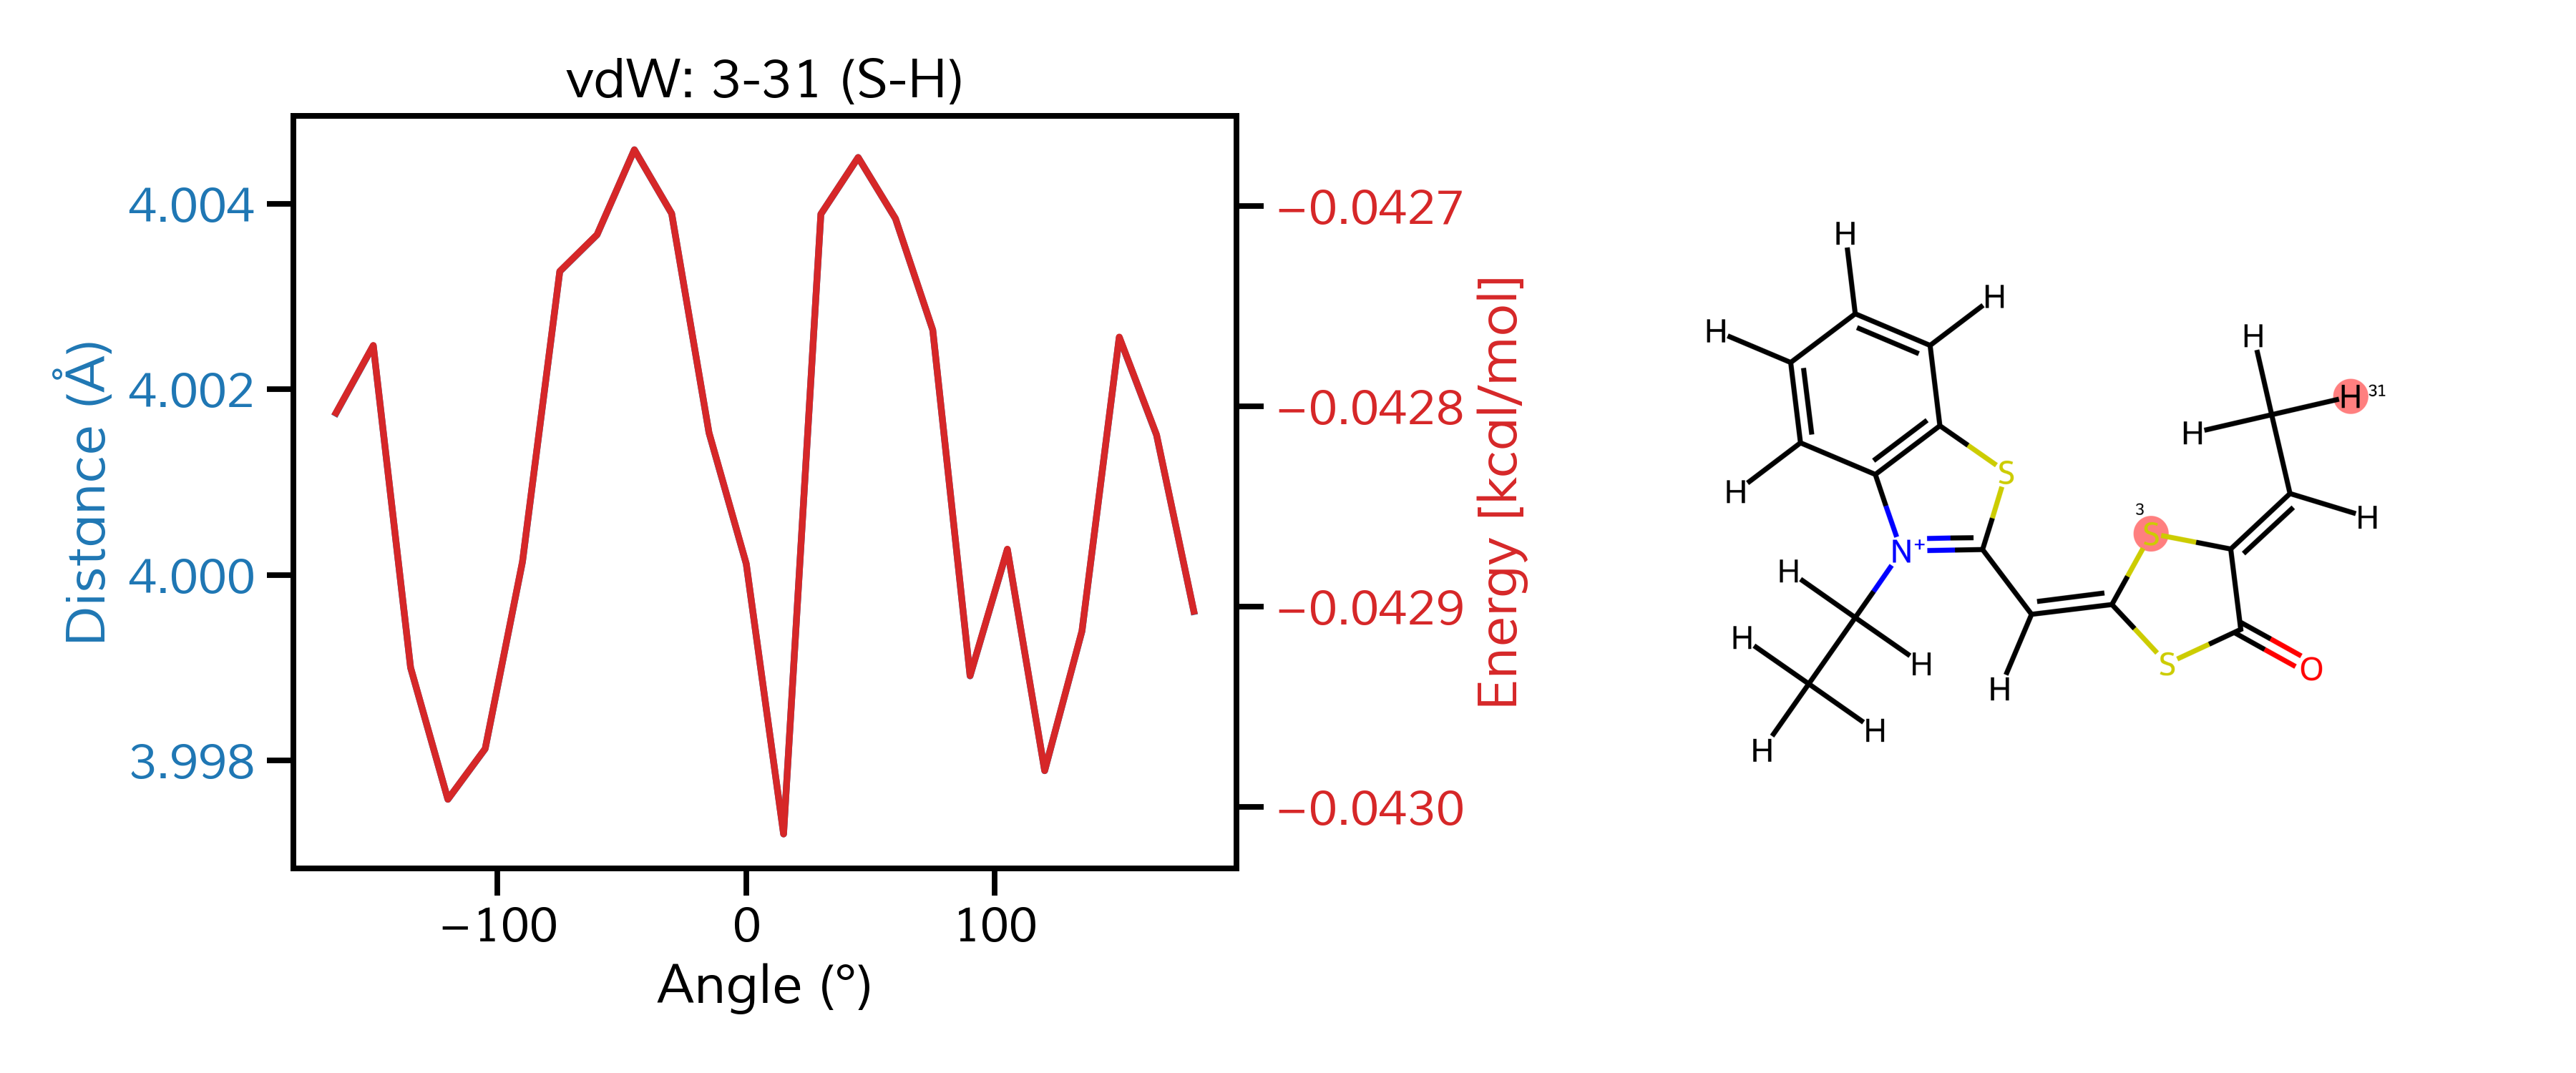 vdW: 3-31 (S-H)
Distance (Å)
4.004
4.002
4.000
3.998
−0.0427
−0.0428
−0.0429
−0.0430
Energy [kcal/mol]
−100
0
100
Angle (°)
H
H
H
H
H
H 31
H
S
H
3
S
H
N+
H
H
H
S
O
H
H
H